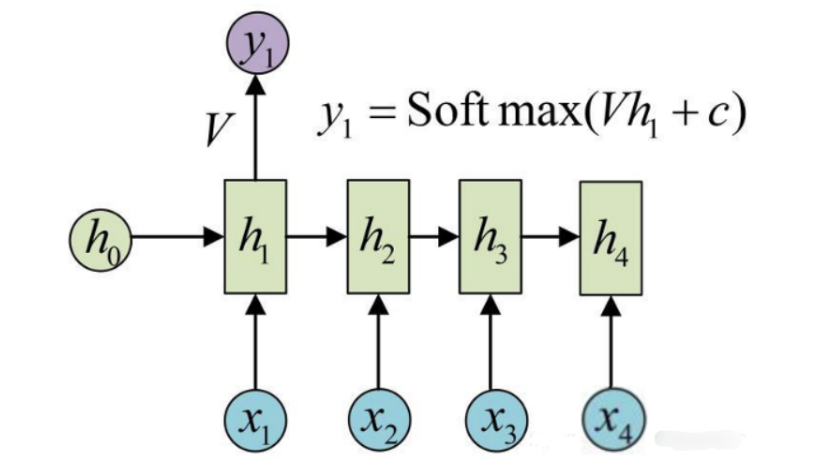 y₁
V
y₁ = Soft max(Vh₁ + c)
h₀ h₁ h₂ h₃ h₄
x₁ x₂ x₃ x₄